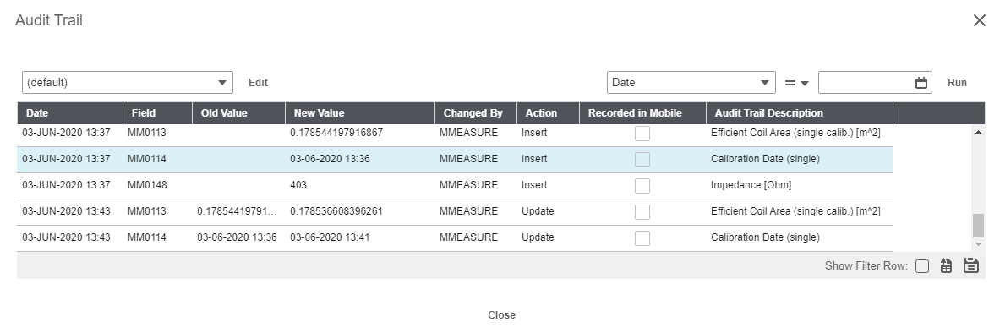 Audit Trail
(default) Edit Date = Run
Date Field Old Value New Value Changed By Action Recorded in Mobile Audit Trail Description
03-JUN-2020 13:37 MM0113 0.178544197916867 MMEASURE Insert Efficient Coil Area (single calib.) [m^2]
03-JUN-2020 13:37 MM0114 03-06-2020 13:36 MMEASURE Insert Calibration Date (single)
03-JUN-2020 13:37 MM0148 403 MMEASURE Insert Impedance [Ohm]
03-JUN-2020 13:43 MM0113 0.17854419791... 0.178536608396261 MMEASURE Update Efficient Coil Area (single calib.) [m^2]
03-JUN-2020 13:43 MM0114 03-06-2020 13:36 03-06-2020 13:41 MMEASURE Update Calibration Date (single)
Show Filter Row:
Close